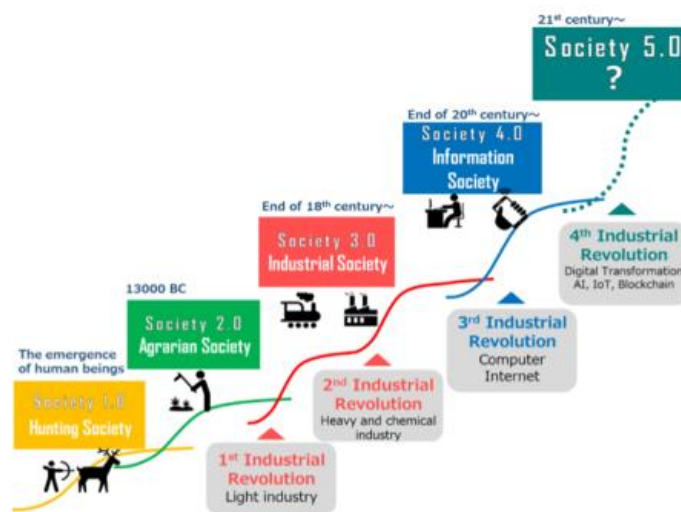 21st century～
Society 5.0
?
End of 20th century～
Society 4.0
Information
Society
End of 18th century～
Society 3.0
Industrial Society
13000 BC
Society 2.0
Agrarian Society
The emergence
of human beings
Society 1.0
Hunting Society
1st Industrial
Revolution
Light industry
2nd Industrial
Revolution
Heavy and chemical
industry
3rd Industrial
Revolution
Computer
Internet
4th Industrial
Revolution
Digital Transformation
AI, IoT, Blockchain